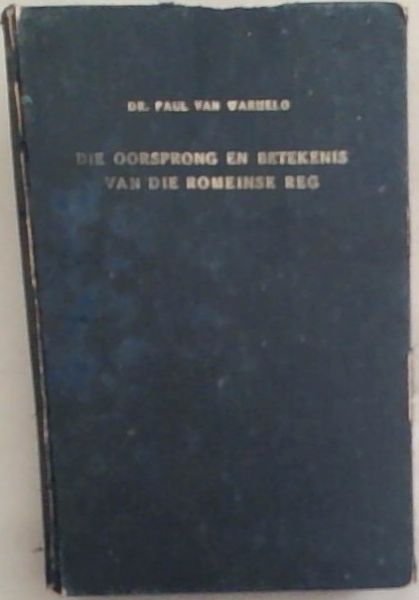 DR. PAUL VAN WARMELO
DIE OORSPRONG EN BETEKENIS
VAN DIE ROMEINSE REG